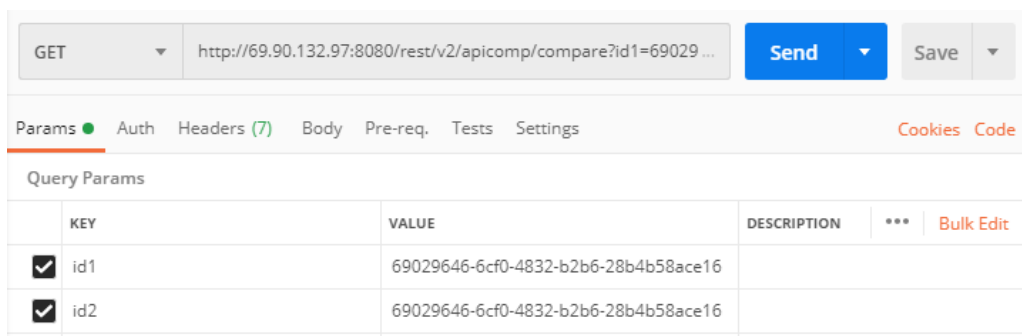 GET http://69.90.132.97:8080/rest/v2/apicomp/compare?id1=69029 ... Send Save
Params Auth Headers (7) Body Pre-req. Tests Settings Cookies Code
Query Params
KEY VALUE DESCRIPTION ••• Bulk Edit
id1 69029646-6cf0-4832-b2b6-28b4b58ace16
id2 69029646-6cf0-4832-b2b6-28b4b58ace16